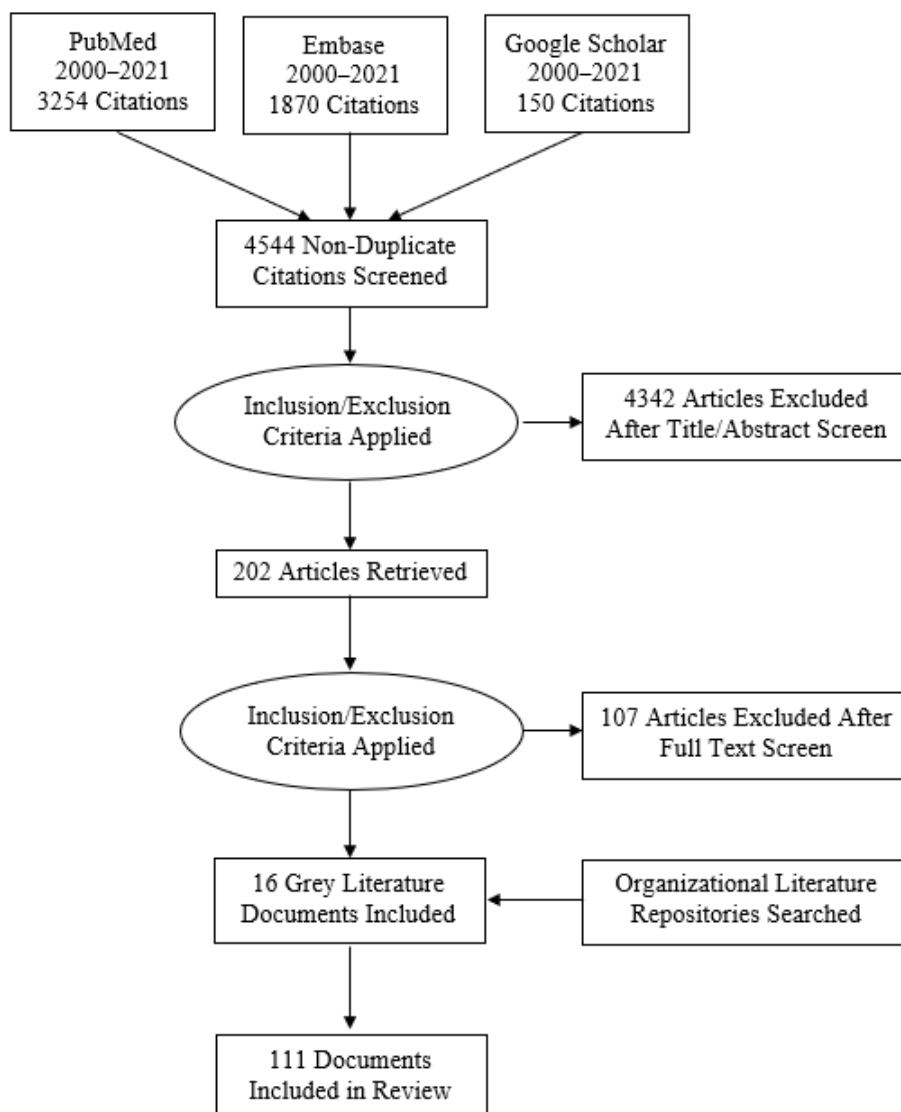 PubMed
2000–2021
3254 Citations
Embase
2000–2021
1870 Citations
Google Scholar
2000–2021
150 Citations
4544 Non-Duplicate
Citations Screened
Inclusion/Exclusion
Criteria Applied
4342 Articles Excluded
After Title/Abstract Screen
202 Articles Retrieved
Inclusion/Exclusion
Criteria Applied
107 Articles Excluded After
Full Text Screen
16 Grey Literature
Documents Included
Organizational Literature
Repositories Searched
111 Documents
Included in Review